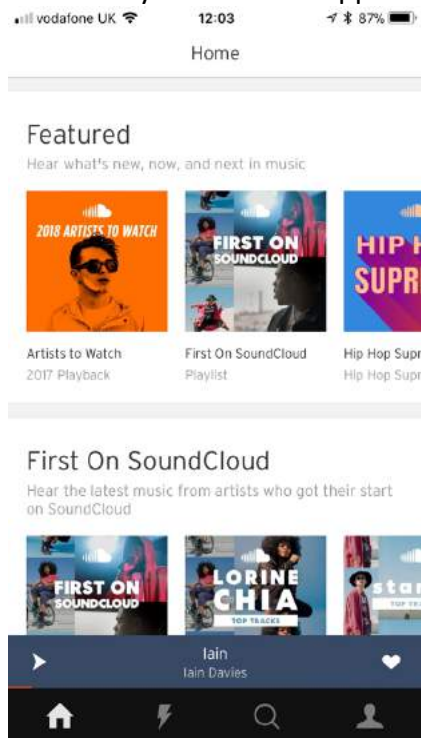 vodafone UK 12:03 87%
Home
Featured
Hear what's new, now, and next in music
2018 ARTISTS TO WATCH
FIRST ON
SOUNDCLOUD
HIP H
SUPR
Artists to Watch
First On SoundCloud
Hip Hop Supr
2017 Playback
Playlist
Hip Hop Supr
First On SoundCloud
Hear the latest music from artists who got their start
on SoundCloud
FIRST ON
SOUNDCLOUD
LORINE
CHIA
TOP TRACKS
star
TOP TR
Iain
Iain Davies